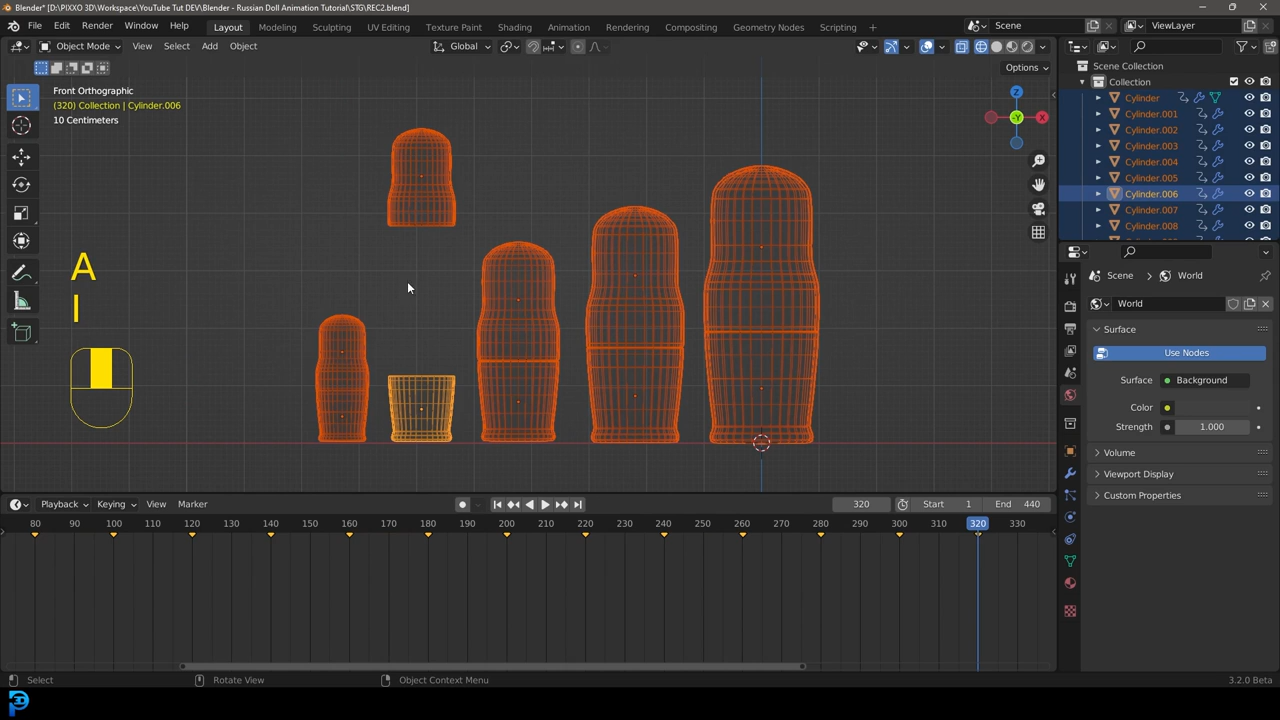 Blender* [D:\PIXXO 3D\Workspace\YouTube Tut DEV\Blender - Russian Doll Animation Tutorial\STG\REC2.blend]
File Edit Render Window Help Layout Modeling Sculpting UV Editing Texture Paint Shading Animation Rendering Compositing Geometry Nodes Scripting Scene ViewLayer
Object Mode View Select Add Object Global
Options
Front Orthographic
(320) Collection | Cylinder.006
10 Centimeters
Z
-Y
X
A
I
Scene Collection
Collection
Cylinder
Cylinder.001
Cylinder.002
Cylinder.003
Cylinder.004
Cylinder.005
Cylinder.006
Cylinder.007
Cylinder.008
Scene World
World
Surface
Use Nodes
Surface Background
Color
Strength 1.000
Volume
Viewport Display
Custom Properties
Playback Keying View Marker 320 Start 1 End 440
80 90 100 110 120 130 140 150 160 170 180 190 200 210 220 230 240 250 260 270 280 290 300 310 320 330
Select Rotate View Object Context Menu 3.2.0 Beta